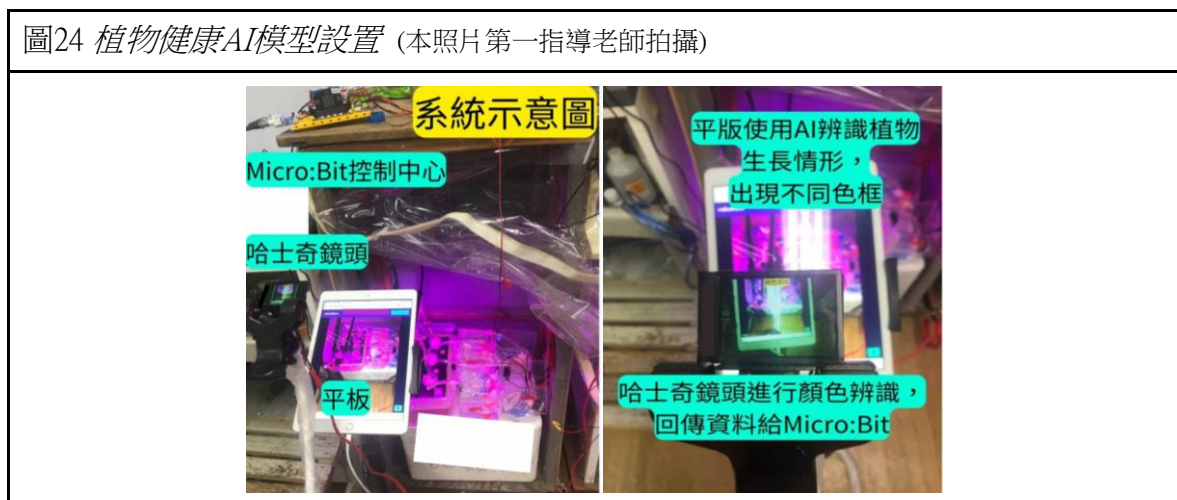 圖24 植物健康AI模型設置 (本照片第一指導老師拍攝)
系統示意圖
Micro:Bit控制中心
哈士奇鏡頭
平板
平版使用AI辨識植物
生長情形，
出現不同色框
哈士奇鏡頭進行顏色辨識，
回傳資料給Micro:Bit